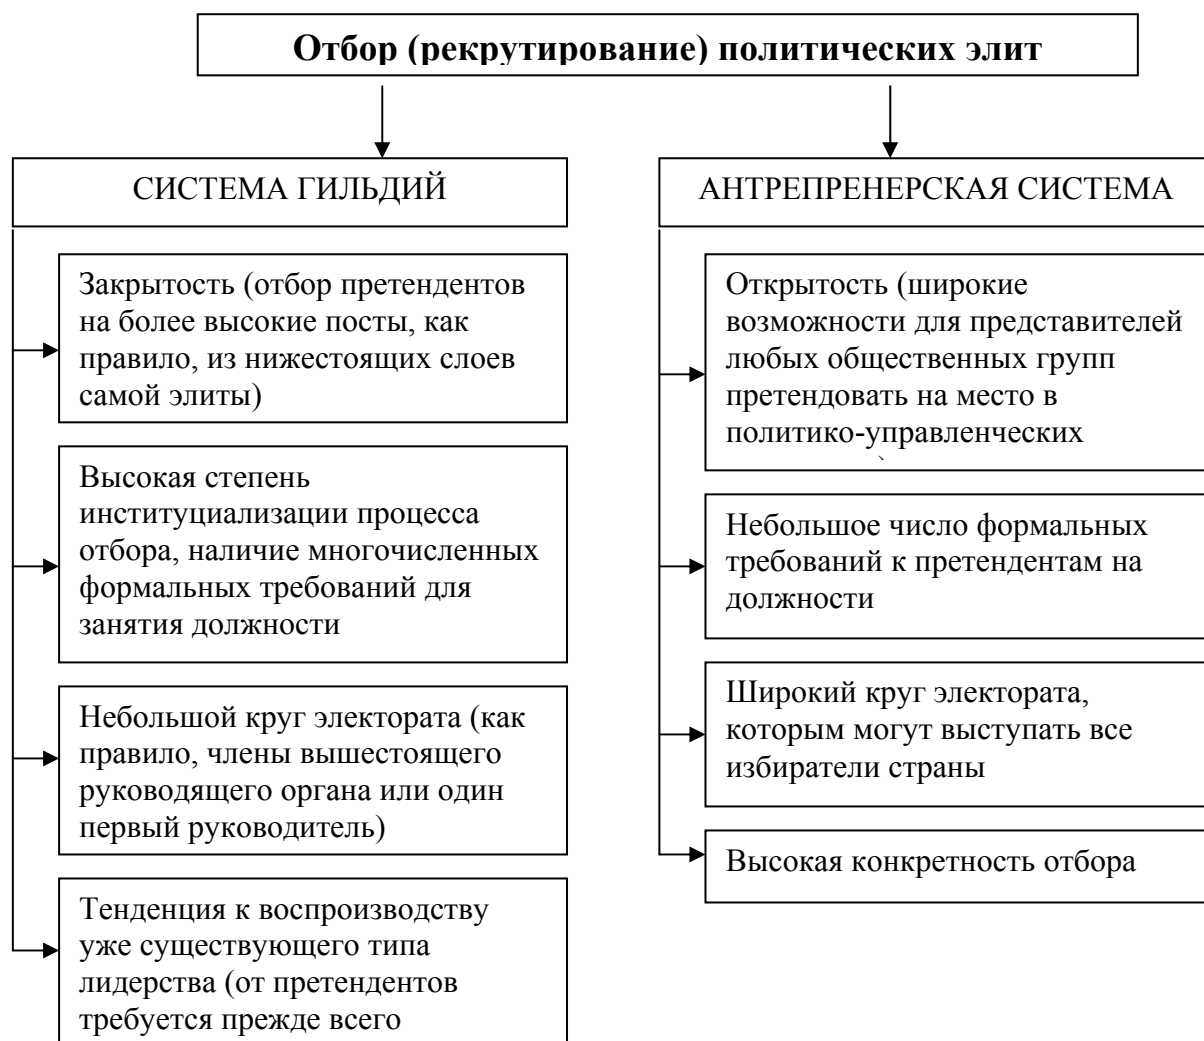 Отбор (рекрутирование) политических элит
СИСТЕМА ГИЛЬДИЙ
Закрытость (отбор претендентов
на более высокие посты, как
правило, из нижестоящих слоев
самой элиты)
Высокая степень
институциализации процесса
отбора, наличие многочисленных
формальных требований для
занятия должности
Небольшой круг электората (как
правило, члены вышестоящего
руководящего органа или один
первый руководитель)
Тенденция к воспроизводству
уже существующего типа
лидерства (от претендентов
требуется прежде всего
АНТРЕПРЕНЕРСКАЯ СИСТЕМА
Открытость (широкие
возможности для представителей
любых общественных групп
претендовать на место в
политико-управленческих
Небольшое число формальных
требований к претендентам на
должности
Широкий круг электората,
которым могут выступать все
избиратели страны
Высокая конкретность отбора